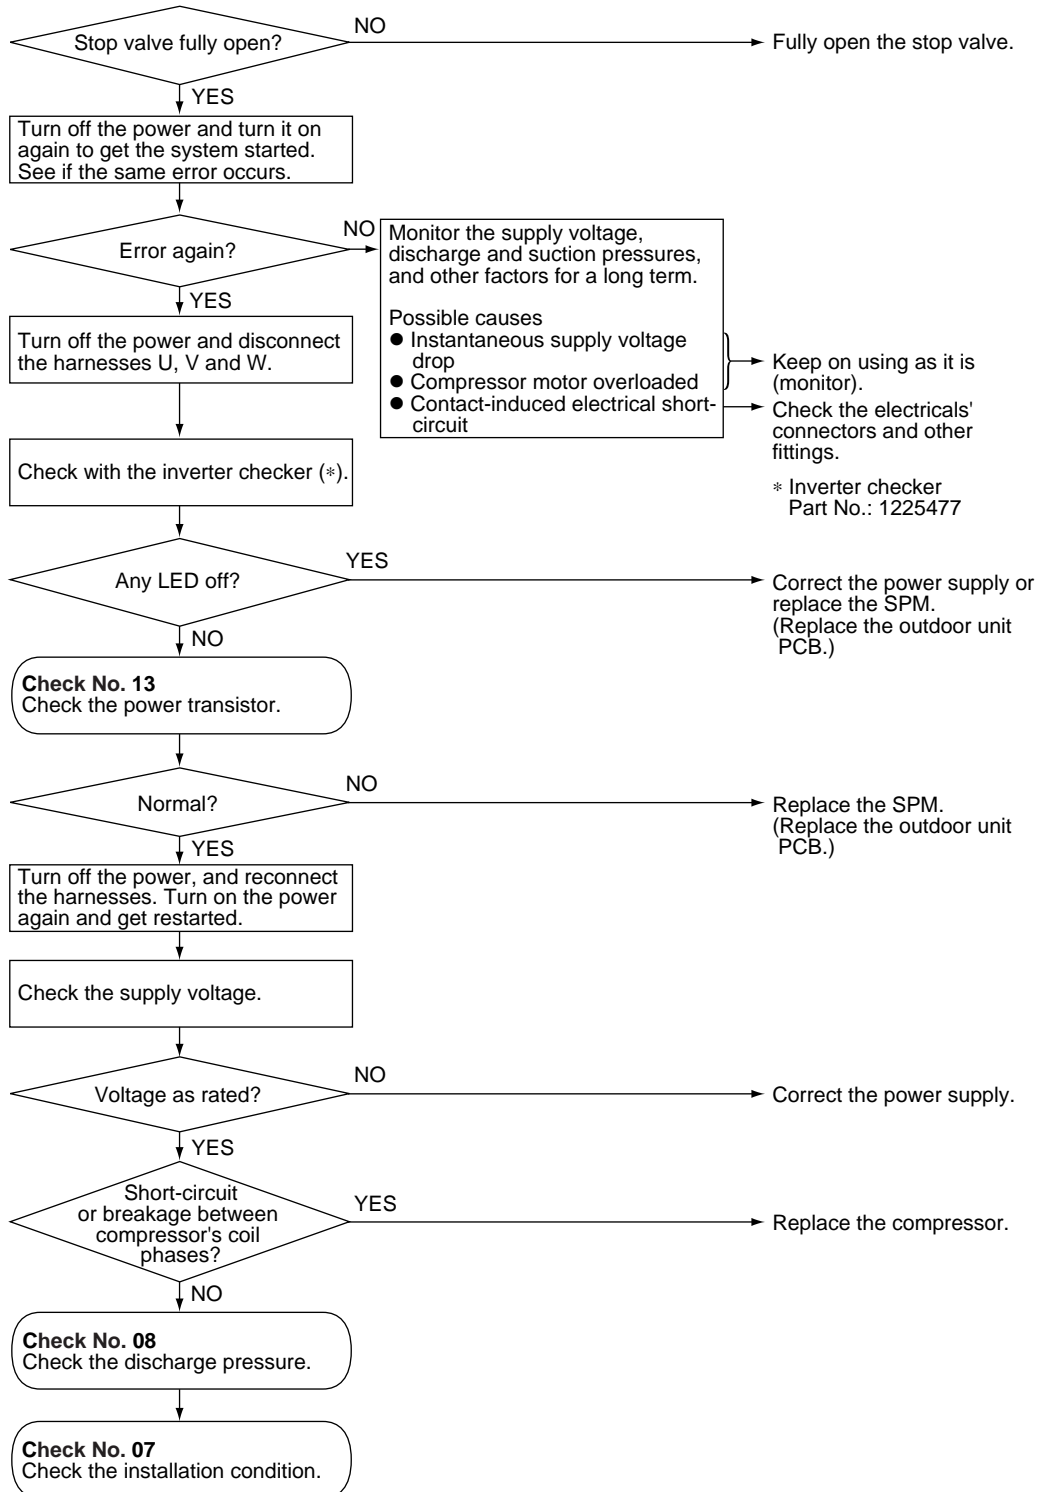 Stop valve fully open?
NO
Fully open the stop valve.
YES
Turn off the power and turn it on
again to get the system started.
See if the same error occurs.
Error again?
NO
Monitor the supply voltage,
discharge and suction pressures,
and other factors for a long term.
Possible causes
● Instantaneous supply voltage
drop
● Compressor motor overloaded
● Contact-induced electrical short-
circuit
Keep on using as it is
(monitor).
Check the electricals'
connectors and other
fittings.
* Inverter checker
Part No.: 1225477
YES
Turn off the power and disconnect
the harnesses U, V and W.
Check with the inverter checker (*).
Any LED off?
YES
Correct the power supply or
replace the SPM.
(Replace the outdoor unit
PCB.)
NO
Check No. 13
Check the power transistor.
Normal?
NO
Replace the SPM.
(Replace the outdoor unit
PCB.)
YES
Turn off the power, and reconnect
the harnesses. Turn on the power
again and get restarted.
Check the supply voltage.
Voltage as rated?
NO
Correct the power supply.
YES
Short-circuit
or breakage between
compressor's coil
phases?
YES
Replace the compressor.
NO
Check No. 08
Check the discharge pressure.
Check No. 07
Check the installation condition.